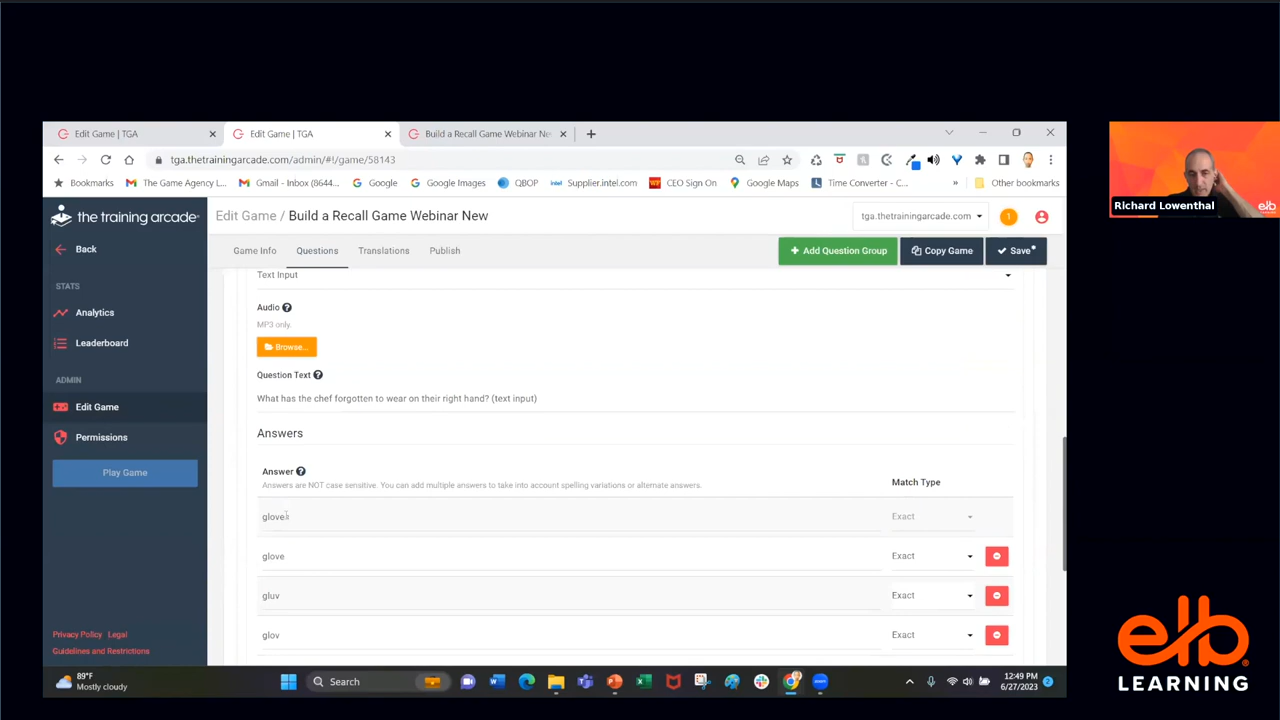 Edit Game | TGA
Edit Game | TGA
Build a Recall Game Webinar Ne
tga.thetrainingarcade.com/admin/#!/game/58143
Bookmarks
The Game Agency L...
Gmail - Inbox (8644...
Google
Google Images
QBOP
intel.
Supplier.intel.com
CEO Sign On
Google Maps
Time Converter - C...
»
Other bookmarks
Richard Lowenthal
elb
the training arcade
Edit Game / Build a Recall Game Webinar New
tga.thetrainingarcade.com
1
Back
Game Info
Questions
Translations
Publish
+ Add Question Group
Copy Game
Save*
Text Input
STATS
Analytics
Leaderboard
ADMIN
Edit Game
Permissions
Play Game
Audio ?
MP3 only.
Browse...
Question Text ?
What has the chef forgotten to wear on their right hand? (text input)
Answers
Answer ?
Answers are NOT case sensitive. You can add multiple answers to take into account spelling variations or alternate answers.
Match Type
glove
Exact
glove
Exact
gluv
Exact
glov
Exact
Privacy Policy
Legal
Guidelines and Restrictions
89°F
Mostly cloudy
Search
12:49 PM
6/27/2023
2
elb
LEARNING